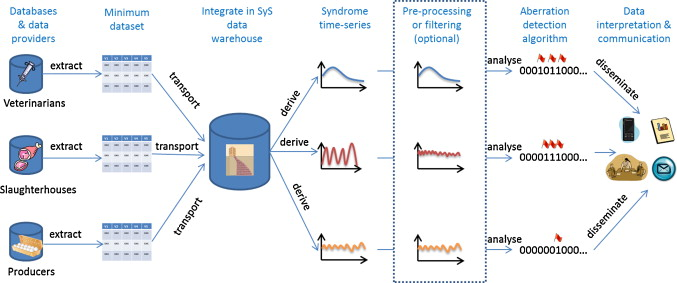 Databases
& data
providers
Minimum
dataset
Integrate in SyS
data
warehouse
Syndrome
time-series
Pre-processing
or filtering
(optional)
Aberration
detection
algorithm
Data
interpretation &
communication
extract
Veterinarians
transport
derive
analyse
0001011000...
disseminate
extract
Slaughterhouses
transport
derive
analyse
0000111000...
extract
Producers
transport
derive
analyse
0000001000...
disseminate